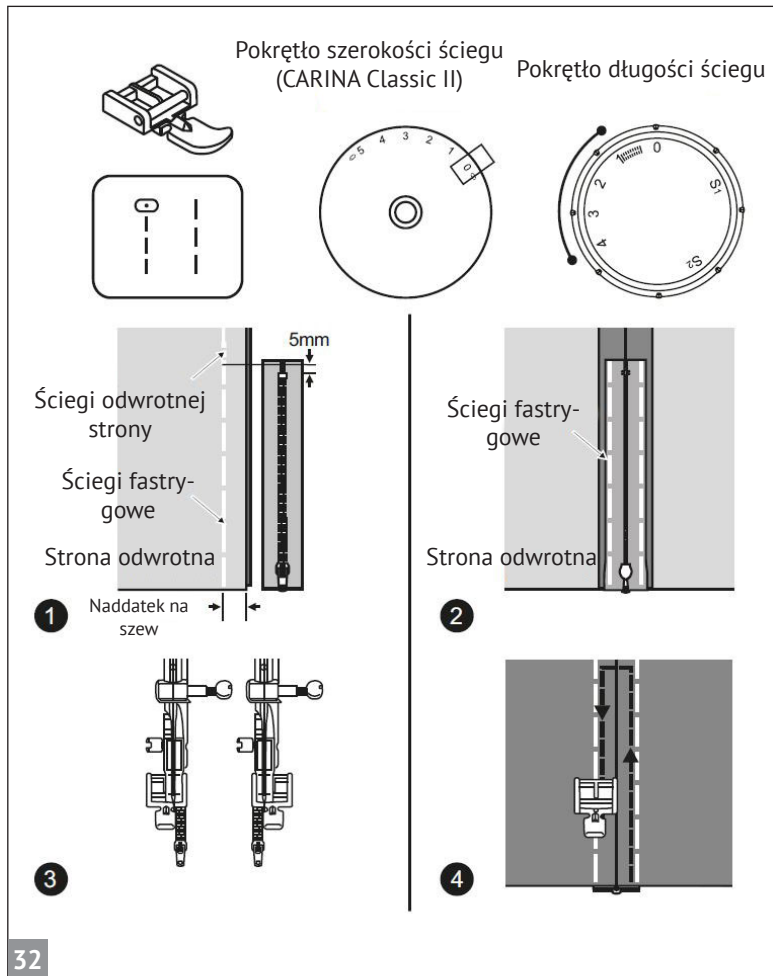 Pokrętło szerokości ściegu
(CARINA Classic II)
Pokrętło długości ściegu
0 5 4 3 2 1 0
0 1 2 3 4 S1 S2
5mm
Ściegi odwrotnej
strony
Ściegi fastry-
gowe
Strona odwrotna
1
Naddatek na
szew
Ściegi fastry-
gowe
Strona odwrotna
2
3
4
32